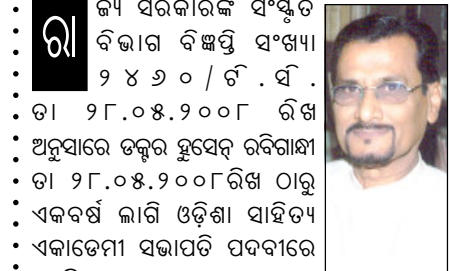 ରାଜ୍ୟ ସରକାରଙ୍କ ସଂସ୍କୃତି
ବିଭାଗ ବିଜ୍ଞପ୍ତି ସଂଖ୍ୟା
୨୪୬୦/ଟି.ସି.
ତା ୨୮.୦୫.୨୦୦୮ ରିଖ
ଅନୁସାରେ ଡକ୍ଟର ହୁସେନ୍ ରବିଗାନ୍ଧୀ
ତା ୨୮.୦୫.୨୦୦୮ରିଖ ଠାରୁ
ଏକବର୍ଷ ଲାଗି ଓଡ଼ିଶା ସାହିତ୍ୟ
ଏକାଡେମୀ ସଭାପତି ପଦବୀରେ